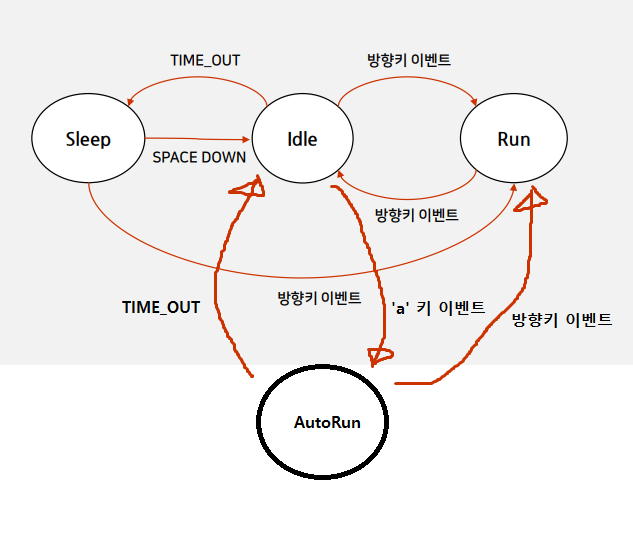 TIME_OUT
방향키 이벤트
Sleep
Idle
Run
SPACE DOWN
방향키 이벤트
방향키 이벤트
TIME_OUT
'a' 키 이벤트
방향키 이벤트
AutoRun